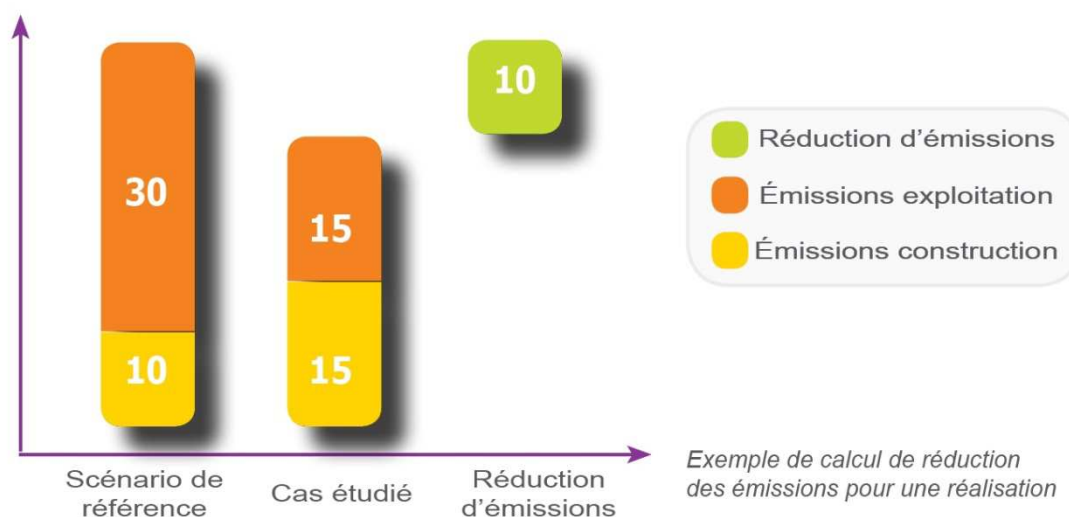 30
10
15
15
10
Scénario de
référence
Cas étudié
Réduction
d'émissions
Réduction d'émissions
Émissions exploitation
Émissions construction
Exemple de calcul de réduction
des émissions pour une réalisation